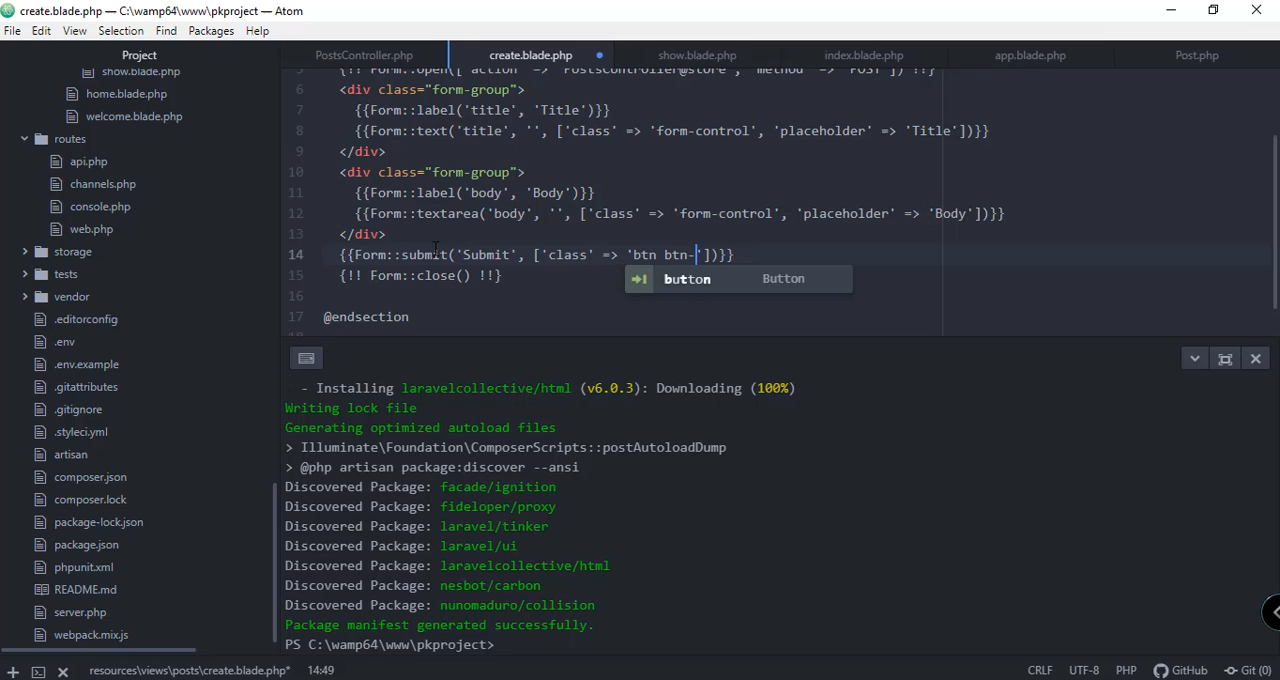 create.blade.php — C:\wamp64\www\pkproject — Atom
File Edit View Selection Find Packages Help
Project
PostsController.php create.blade.php show.blade.php index.blade.php app.blade.php Post.php
show.blade.php
home.blade.php
welcome.blade.php
routes
api.php
channels.php
console.php
web.php
storage
tests
vendor
.editorconfig
.env
.env.example
.gitattributes
.gitignore
.styleci.yml
artisan
composer.json
composer.lock
package-lock.json
package.json
phpunit.xml
README.md
server.php
webpack.mix.js
5 {!! Form::open(['action' => 'PostsController@store', 'method' => 'POST']) !!}
6 <div class="form-group">
7 {{Form::label('title', 'Title')}}
8 {{Form::text('title', '', ['class' => 'form-control', 'placeholder' => 'Title'])}}
9 </div>
10 <div class="form-group">
11 {{Form::label('body', 'Body')}}
12 {{Form::textarea('body', '', ['class' => 'form-control', 'placeholder' => 'Body'])}}
13 </div>
14 {{Form::submit('Submit', ['class' => 'btn btn-'])}}
button Button
15 {!! Form::close() !!}
16
17 @endsection
18
- Installing laravelcollective/html (v6.0.3): Downloading (100%)
Writing lock file
Generating optimized autoload files
> Illuminate\Foundation\ComposerScripts::postAutoloadDump
> @php artisan package:discover --ansi
Discovered Package: facade/ignition
Discovered Package: fideloper/proxy
Discovered Package: laravel/tinker
Discovered Package: laravel/ui
Discovered Package: laravelcollective/html
Discovered Package: nesbot/carbon
Discovered Package: nunomaduro/collision
Package manifest generated successfully.
PS C:\wamp64\www\pkproject>
resources\views\posts\create.blade.php* 14:49 CRLF UTF-8 PHP GitHub Git (0)